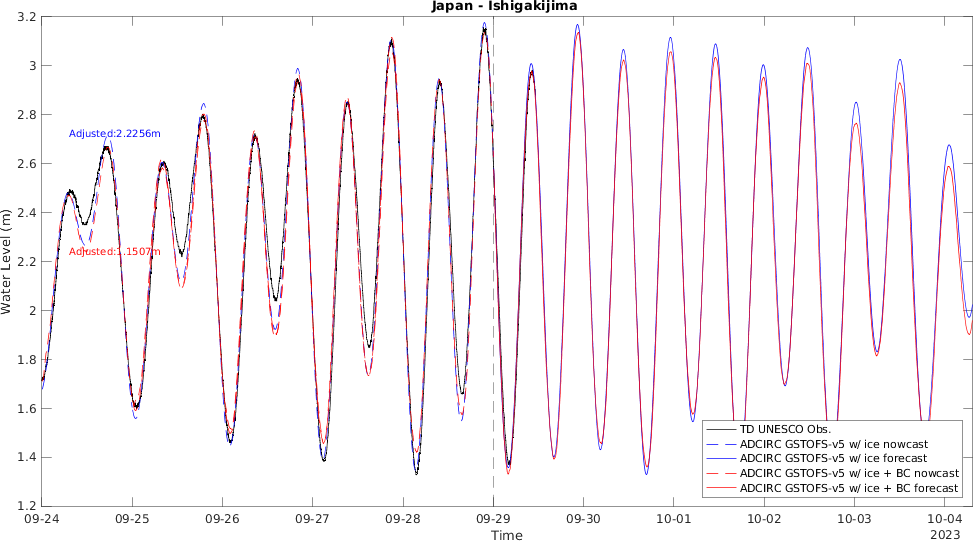 Japan - Ishigakijima
Water Level (m)
3.2
3
2.8
2.6
2.4
2.2
2
1.8
1.6
1.4
1.2
Adjusted:2.2256m
Adjusted:1.1507m
TD UNESCO Obs.
ADCIRC GSTOFS-v5 w/ ice nowcast
ADCIRC GSTOFS-v5 w/ ice forecast
ADCIRC GSTOFS-v5 w/ ice + BC nowcast
ADCIRC GSTOFS-v5 w/ ice + BC forecast
09-24 09-25 09-26 09-27 09-28 09-29 09-30 10-01 10-02 10-03 10-04
Time
2023